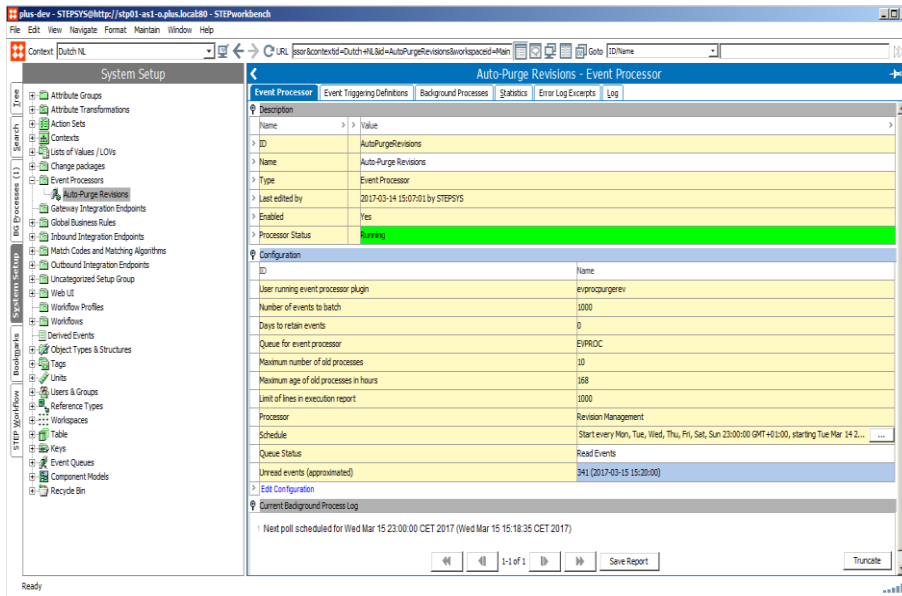 plus-dev - STEPSYS@http://stp01-as1-o.plus.local:80 - STEPworkbench
File Edit View Navigate Format Maintain Window Help
Context Dutch NL URL ssor&contextid=Dutch+NL&id=AutoPurgeRevisions&workspaceid=Main Goto ID/Name
System Setup
Auto-Purge Revisions - Event Processor
Tree
Search
BG Processes (1)
System Setup
Bookmarks
STEP Workflow
Attribute Groups
Attribute Transformations
Action Sets
Contexts
Lists of Values / LOVs
Change packages
Event Processors
Auto-Purge Revisions
Gateway Integration Endpoints
Global Business Rules
Inbound Integration Endpoints
Match Codes and Matching Algorithms
Outbound Integration Endpoints
Uncategorized Setup Group
Web UI
Workflow Profiles
Workflows
Derived Events
Object Types & Structures
Tags
Units
Users & Groups
Reference Types
Workspaces
Table
Keys
Event Queues
Component Models
Recycle Bin
Event Processor Event Triggering Definitions Background Processes Statistics Error Log Excerpts Log
Description
Name > > Value >
> ID AutoPurgeRevisions
> Name Auto-Purge Revisions
> Type Event Processor
> Last edited by 2017-03-14 15:07:01 by STEPSYS
> Enabled Yes
> Processor Status Running
Configuration
ID Name
User running event processor plugin evprocpurgerev
Number of events to batch 1000
Days to retain events 0
Queue for event processor EVPROC
Maximum number of old processes 10
Maximum age of old processes in hours 168
Limit of lines in execution report 1000
Processor Revision Management
Schedule Start every Mon, Tue, Wed, Thu, Fri, Sat, Sun 23:00:00 GMT+01:00, starting Tue Mar 14 2... ...
Queue Status Read Events
Unread events (approximated) 341 (2017-03-15 15:20:00)
> Edit Configuration
Current Background Process Log
Next poll scheduled for Wed Mar 15 23:00:00 CET 2017 (Wed Mar 15 15:18:35 CET 2017)
1-1 of 1 Save Report Truncate
Ready